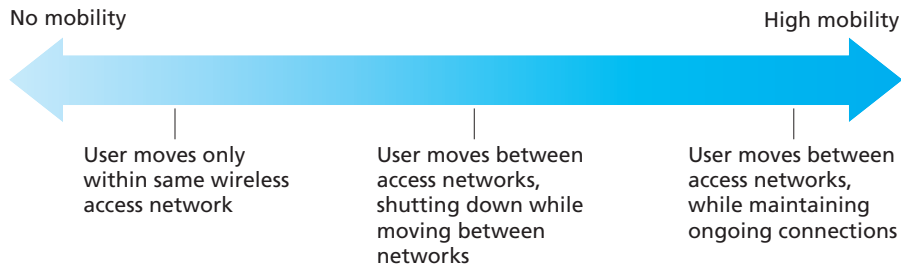 No mobility
High mobility
User moves only
within same wireless
access network
User moves between
access networks,
shutting down while
moving between
networks
User moves between
access networks,
while maintaining
ongoing connections